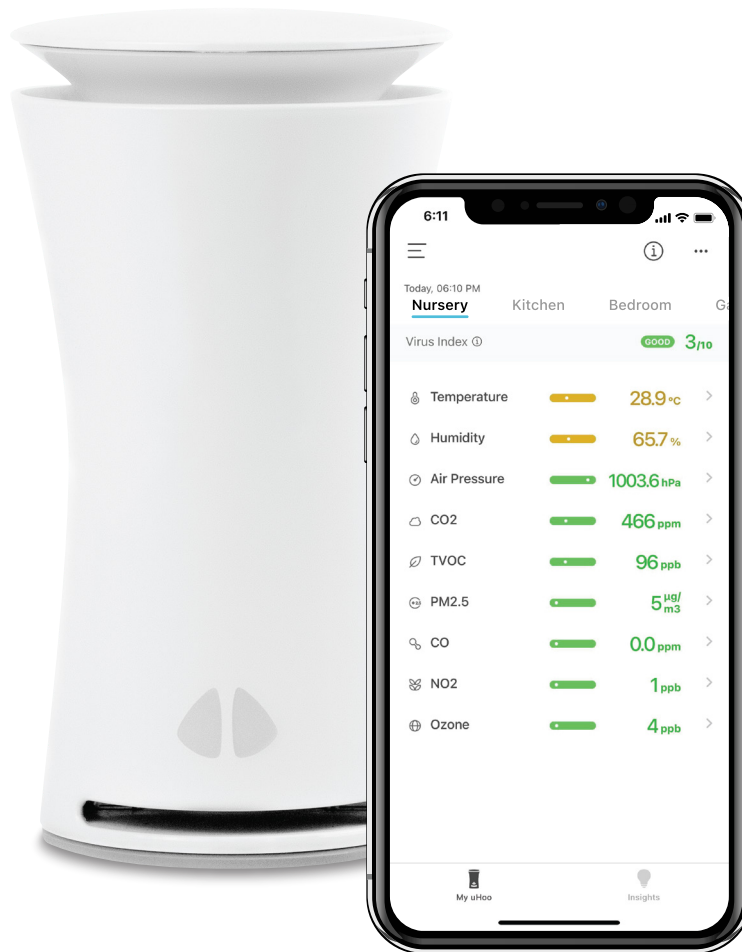 6:11
Today, 06:10 PM
Nursery Kitchen Bedroom Ga
Virus Index GOOD 3/10
Temperature 28.9 °C
Humidity 65.7 %
Air Pressure 1003.6 hPa
CO2 466 ppm
TVOC 96 ppb
PM2.5 5 µg/m3
CO 0.0 ppm
NO2 1 ppb
Ozone 4 ppb
My uHoo Insights